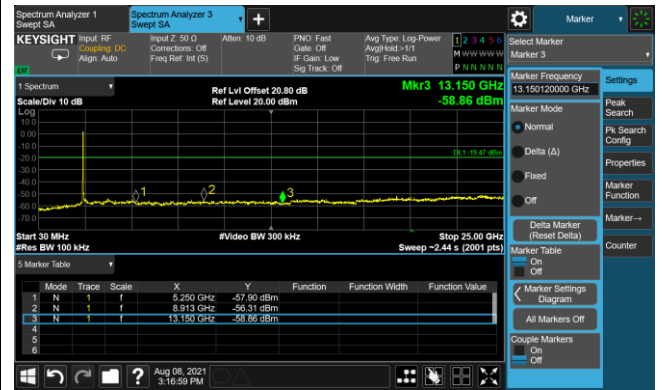 Spectrum Analyzer 1
Swept SA
Spectrum Analyzer 3
Swept SA
Marker
KEYSIGHT
Input: RF
Coupling: DC
Align: Auto
Input Z: 50 Ω
Corrections: Off
Freq Ref: Int (S)
Atten: 10 dB
PNO: Fast
Gate: Off
IF Gain: Low
Sig Track: Off
Avg Type: Log-Power
Avg|Hold:>1/1
Trig: Free Run
1 2 3 4 5 6
M W W W W W
P N N N N N
LXI
Select Marker
Marker 3
1 Spectrum
Scale/Div 10 dB
Ref Lvl Offset 20.80 dB
Ref Level 20.00 dBm
Mkr3 13.150 GHz
-58.86 dBm
Log
10.0
0.00
-10.0
-20.0
-30.0
-40.0
-50.0
-60.0
-70.0
DL1 -19.47 dBm
1
2
3
Start 30 MHz
#Res BW 100 kHz
#Video BW 300 kHz
Stop 25.00 GHz
Sweep ~2.44 s (2001 pts)
5 Marker Table
Mode Trace Scale X Y Function Function Width Function Value
1 N 1 f 5.250 GHz -57.90 dBm
2 N 1 f 8.913 GHz -56.31 dBm
3 N 1 f 13.150 GHz -58.86 dBm
4
5
6
Marker Frequency
13.150120000 GHz
Marker Mode
Normal
Delta (Δ)
Fixed
Off
Delta Marker
(Reset Delta)
Marker Table
On
Off
Marker Settings
Diagram
All Markers Off
Couple Markers
On
Off
Settings
Peak
Search
Pk Search
Config
Properties
Marker
Function
Marker→
Counter
Aug 08, 2021
3:16:59 PM